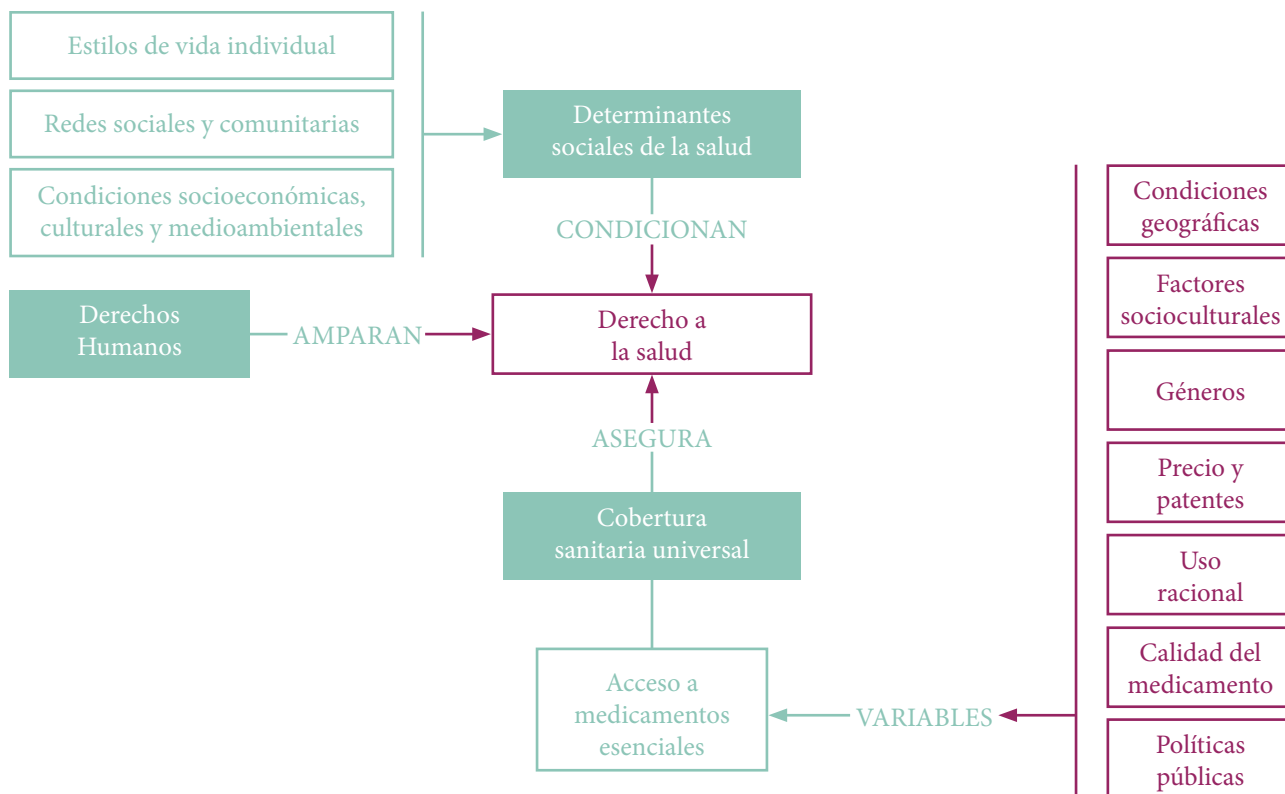 Estilos de vida individual
Redes sociales y comunitarias
Condiciones socioeconómicas,
culturales y medioambientales
Determinantes
sociales de la salud
CONDICIONAN
Derechos
Humanos
AMPARAN
Derecho a
la salud
ASEGURA
Cobertura
sanitaria universal
Acceso a
medicamentos
esenciales
VARIABLES
Condiciones
geográficas
Factores
socioculturales
Géneros
Precio y
patentes
Uso
racional
Calidad del
medicamento
Políticas
públicas